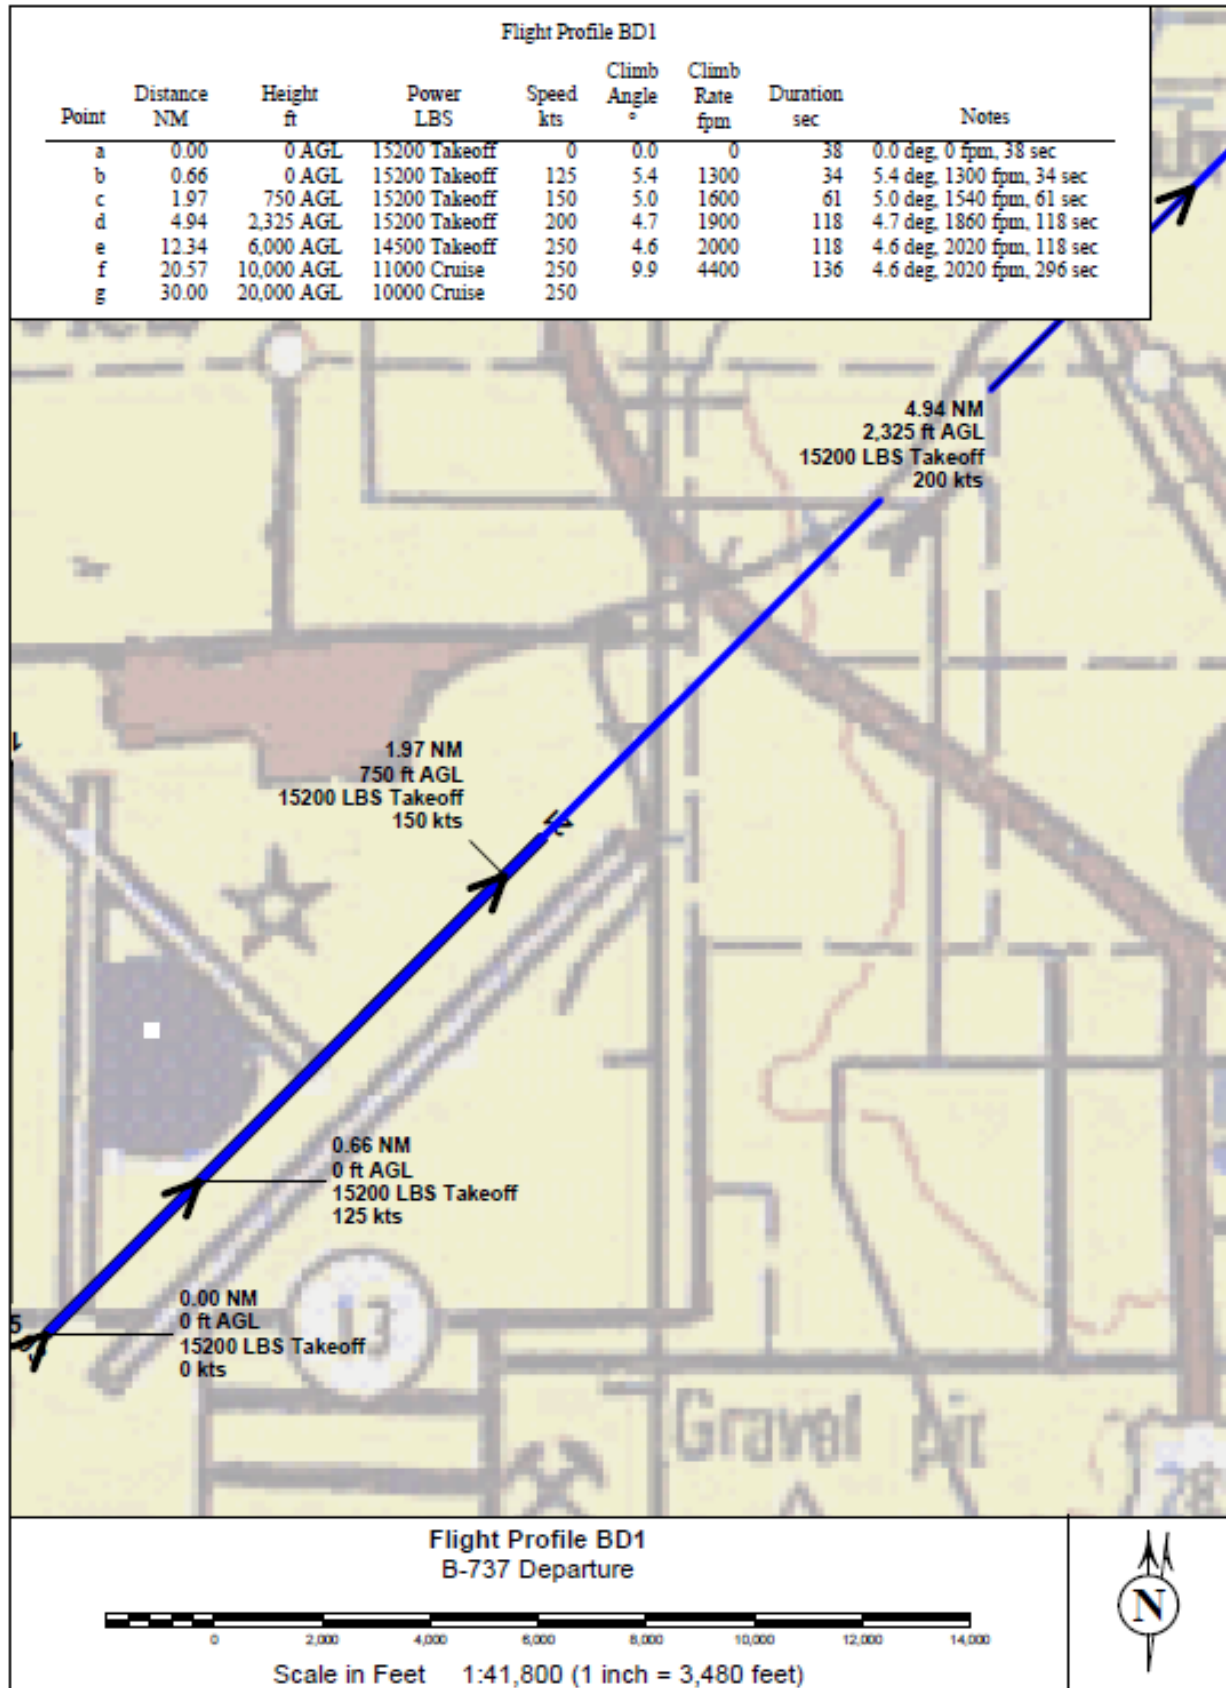 Flight Profile BD1
Point Distance NM Height ft Power LBS Speed kts Climb Angle ° Climb Rate fpm Duration sec Notes
a 0.00 0 AGL 15200 Takeoff 0 0.0 0 38 0.0 deg, 0 fpm, 38 sec
b 0.66 0 AGL 15200 Takeoff 125 5.4 1300 34 5.4 deg, 1300 fpm, 34 sec
c 1.97 750 AGL 15200 Takeoff 150 5.0 1600 61 5.0 deg, 1540 fpm, 61 sec
d 4.94 2,325 AGL 15200 Takeoff 200 4.7 1900 118 4.7 deg, 1860 fpm, 118 sec
e 12.34 6,000 AGL 14500 Takeoff 250 4.6 2000 118 4.6 deg, 2020 fpm, 118 sec
f 20.57 10,000 AGL 11000 Cruise 250 9.9 4400 136 4.6 deg, 2020 fpm, 296 sec
g 30.00 20,000 AGL 10000 Cruise 250
4.94 NM
2,325 ft AGL
15200 LBS Takeoff
200 kts
1.97 NM
750 ft AGL
15200 LBS Takeoff
150 kts
0.66 NM
0 ft AGL
15200 LBS Takeoff
125 kts
0.00 NM
0 ft AGL
15200 LBS Takeoff
0 kts
13
Gravel pit
78
Flight Profile BD1
B-737 Departure
0 2,000 4,000 6,000 8,000 10,000 12,000 14,000
Scale in Feet 1:41,800 (1 inch = 3,480 feet)
N